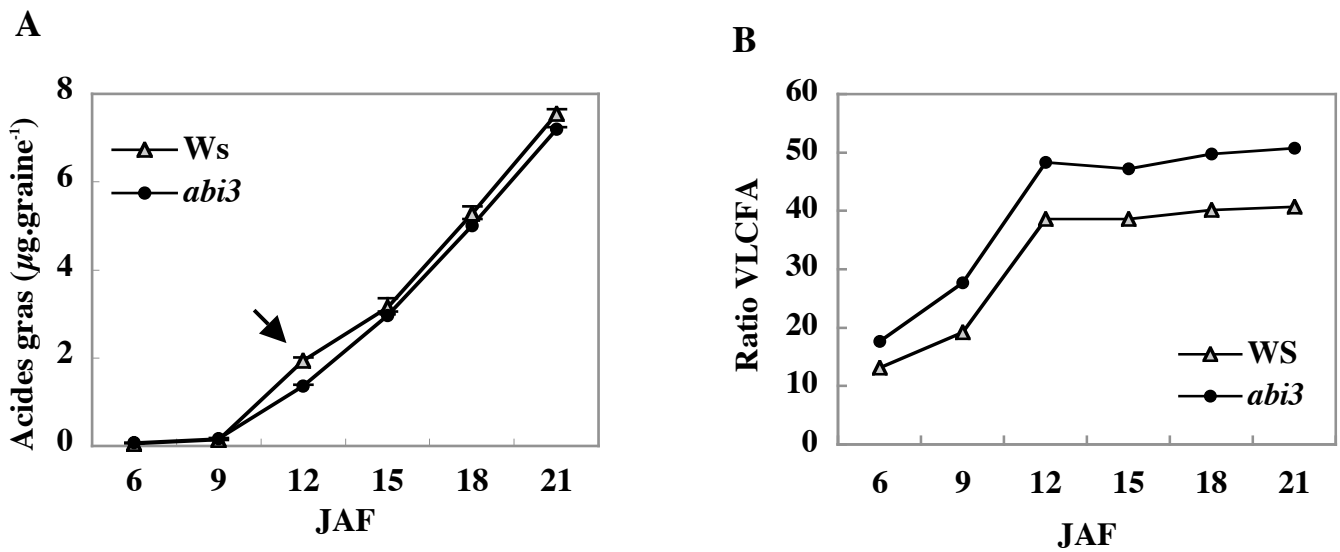 A
Acides gras (µg.graine⁻¹)
8
6
4
2
0
Ws
abi3
6 9 12 15 18 21
JAF
B
Ratio VLCFA
60
50
40
30
20
10
0
WS
abi3
6 9 12 15 18 21
JAF